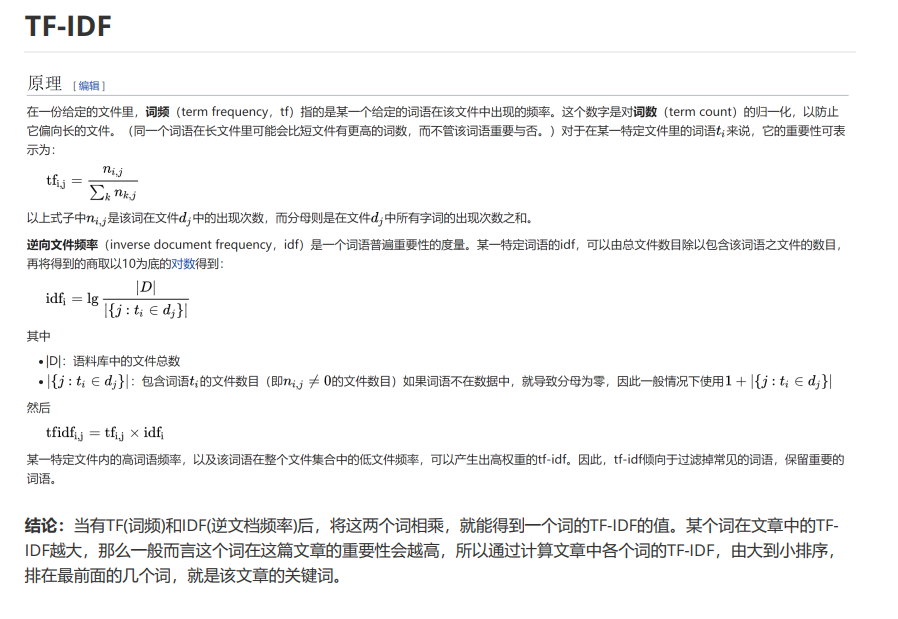 TF-IDF
原理 [编辑]
在一份给定的文件里，词频（term frequency，tf）指的是某一个给定的词语在该文件中出现的频率。这个数字是对词数（term count）的归一化，以防止
它偏向长的文件。（同一个词语在长文件里可能会比短文件有更高的词数，而不管该词语重要与否。）对于在某一特定文件里的词语t_i来说，它的重要性可表
示为：
tf_{i,j} = \frac{n_{i,j}}{\sum_k n_{k,j}}
以上式子中n_{i,j}是该词在文件d_j中的出现次数，而分母则是在文件d_j中所有字词的出现次数之和。
逆向文件频率（inverse document frequency，idf）是一个词语普遍重要性的度量。某一特定词语的idf，可以由总文件数目除以包含该词语之文件的数目，
再将得到的商取以10为底的对数得到：
idf_i = lg \frac{|D|}{|\{j : t_i \in d_j\}|}
其中
• |D|：语料库中的文件总数
• |{j : t_i ∈ d_j}|：包含词语t_i的文件数目（即n_{i,j} ≠ 0的文件数目）如果词语不在数据中，就导致分母为零，因此一般情况下使用1 + |{j : t_i ∈ d_j}|
然后
tfidf_{i,j} = tf_{i,j} × idf_i
某一特定文件内的高词语频率，以及该词语在整个文件集合中的低文件频率，可以产生出高权重的tf-idf。因此，tf-idf倾向于过滤掉常见的词语，保留重要的
词语。
结论：当有TF(词频)和IDF(逆文档频率)后，将这两个词相乘，就能得到一个词的TF-IDF的值。某个词在文章中的TF-
IDF越大，那么一般而言这个词在这篇文章的重要性会越高，所以通过计算文章中各个词的TF-IDF，由大到小排序，
排在最前面的几个词，就是该文章的关键词。